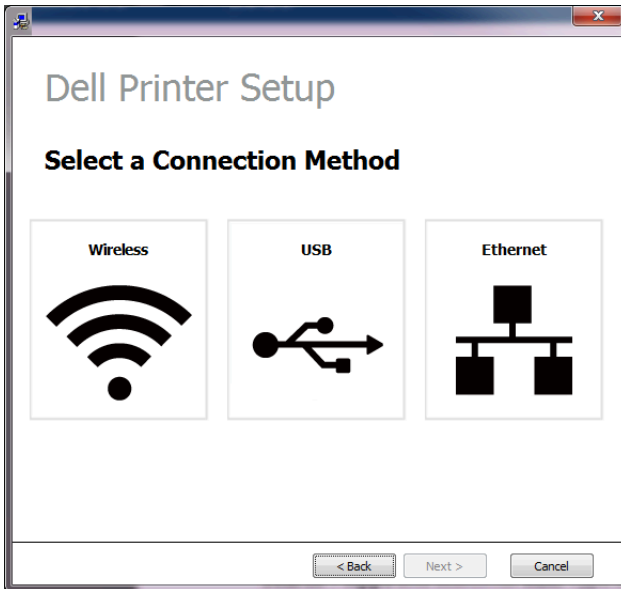 Dell Printer Setup
Select a Connection Method
Wireless USB Ethernet
< Back Next > Cancel